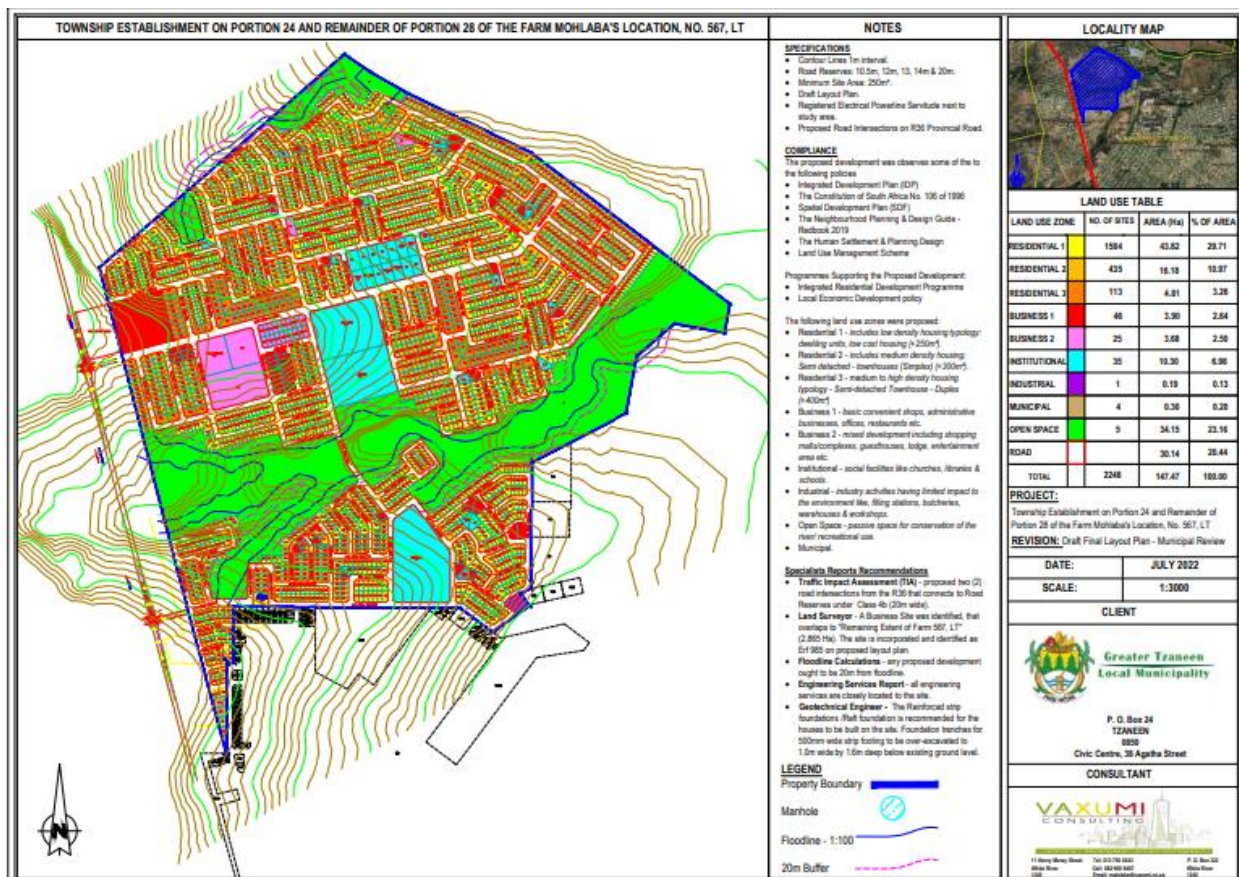 TOWNSHIP ESTABLISHMENT ON PORTION 24 AND REMAINDER OF PORTION 28 OF THE FARM MOHLABA'S LOCATION, NO. 567, LT
NOTES
SPECIFICATIONS
• Contour Lines 1m interval.
• Road Reserves: 10.5m, 12m, 13, 14m & 20m.
• Minimum Site Area: 250m².
• Draft Layout Plan.
• Registered Electrical Powerline Servitude next to
study area.
• Proposed Road Intersections on R36 Provincial Road.
COMPLIANCE
The proposed development was observes some of the to
the following policies
• Integrated Development Plan (IDP)
• The Constitution of South Africa No. 106 of 1996
• Spatial Development Plan (SDF)
• The Neighbourhood Planning & Design Guide -
Redbook 2019
• The Human Settlement & Planning Design
• Land Use Management Scheme
Programmes Supporting the Proposed Development:
• Integrated Residential Development Programme
• Local Economic Development policy
The following land use zones were proposed:
• Residential 1 - includes low density housing typology:
dwelling units, low cost housing (≈250m²).
• Residential 2 - includes medium density housing:
Semi detached - townhouses (Simplex) (≈300m²).
• Residential 3 - medium to high density housing
typology - Semi-detached Townhouse - Duplex
(≈400m²)
• Business 1 - basic convenient shops, administrative
businesses, offices, restaurants etc.
• Business 2 - mixed development including shopping
malls/complexes, guesthouses, lodge, entertainment
area etc.
• Institutional - social facilities like churches, libraries &
schools.
• Industrial - industry activities having limited impact to
the environment like, filling stations, butcheries,
warehouses & workshops.
• Open Space - passive space for conservation of the
river/ recreational use.
• Municipal.
Specialists Reports Recommendations
• Traffic Impact Assessment (TIA) - proposed two (2)
road intersections from the R36 that connects to Road
Reserves under Class 4b (20m wide).
• Land Surveyor - A Business Site was identified, that
overlaps to "Remaining Extent of Farm 567, LT"
(2.865 Ha). The site is incorporated and identified as
Erf 985 on proposed layout plan.
• Floodline Calculations - any proposed development
ought to be 20m from floodline.
• Engineering Services Report - all engineering
services are closely located to the site.
• Geotechnical Engineer - The Reinforced strip
foundations /Raft foundation is recommended for the
houses to be built on the site. Foundation trenches for
500mm wide strip footing to be over-excavated to
1.0m wide by 1.6m deep below existing ground level.
LEGEND
Property Boundary
Manhole
Floodline - 1:100
20m Buffer
N
LOCALITY MAP
LAND USE TABLE
LAND USE ZONE NO. OF SITES AREA (Ha) % OF AREA
RESIDENTIAL 1 1584 43.82 29.71
RESIDENTIAL 2 435 16.18 10.97
RESIDENTIAL 3 113 4.81 3.26
BUSINESS 1 46 3.90 2.64
BUSINESS 2 25 3.68 2.50
INSTITUTIONAL 35 10.30 6.98
INDUSTRIAL 1 0.19 0.13
MUNICIPAL 4 0.30 0.20
OPEN SPACE 5 34.15 23.16
ROAD 30.14 20.44
TOTAL 2248 147.47 100.00
PROJECT:
Township Establishment on Portion 24 and Remainder of
Portion 28 of the Farm Mohlaba's Location, No. 567, LT
REVISION: Draft Final Layout Plan - Municipal Review
DATE: JULY 2022
SCALE: 1:3000
CLIENT
Greater Tzaneen
Local Municipality
P. O. Box 24
TZANEEN
0850
Civic Centre, 38 Agatha Street
CONSULTANT
VAXUMI
CONSULTING